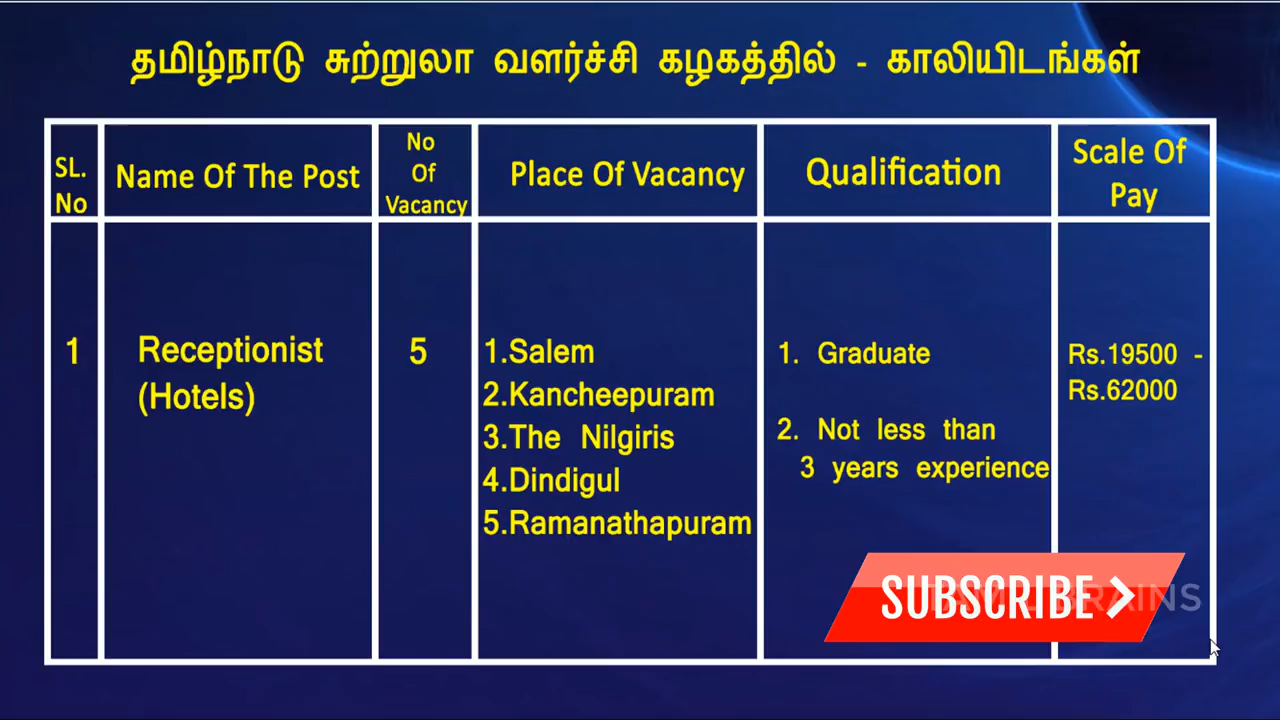 தமிழ்நாடு சுற்றுலா வளர்ச்சி கழகத்தில் - காலியிடங்கள்
SL. No
Name Of The Post
No Of Vacancy
Place Of Vacancy
Qualification
Scale Of Pay
1
Receptionist
(Hotels)
5
1.Salem
2.Kancheepuram
3.The Nilgiris
4.Dindigul
5.Ramanathapuram
1. Graduate
2. Not less than
3 years experience
Rs.19500 -
Rs.62000
SUBSCRIBE